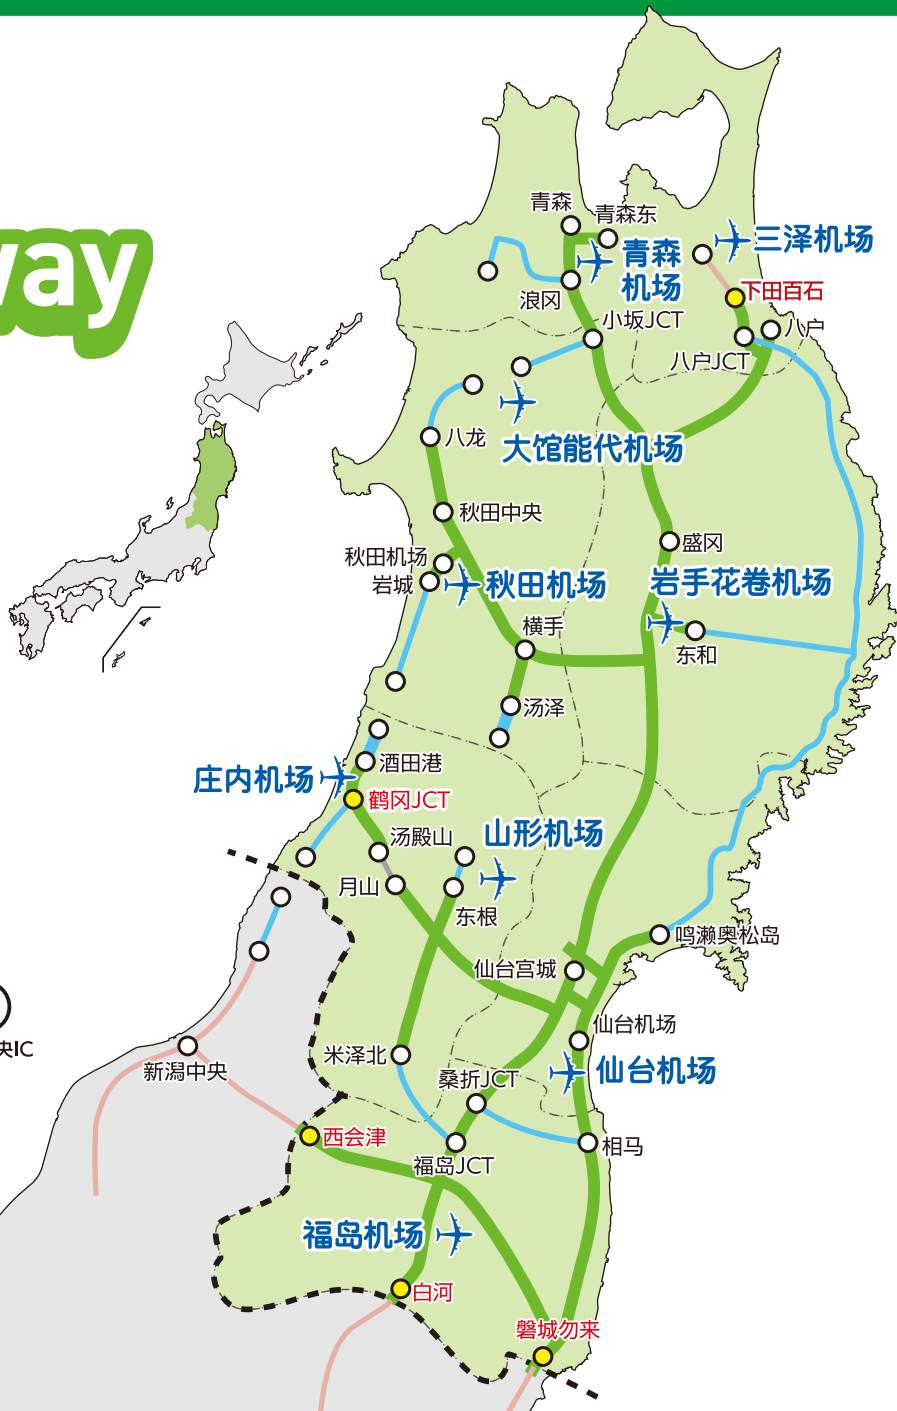 青森
青森东
三泽机场
青森
机场
下田百石
浪冈
小坂JCT
八户
八户JCT
way
八龙
大馆能代机场
秋田中央
盛冈
秋田机场
岩城
秋田机场
岩手花卷机场
横手
东和
汤泽
酒田港
庄内机场
鹤冈JCT
汤殿山
山形机场
月山
东根
鸣濑奥松岛
仙台宫城
仙台机场
央IC
米泽北
新潟中央
桑折JCT
仙台机场
西会津
相马
福岛JCT
福岛机场
白河
磐城勿来